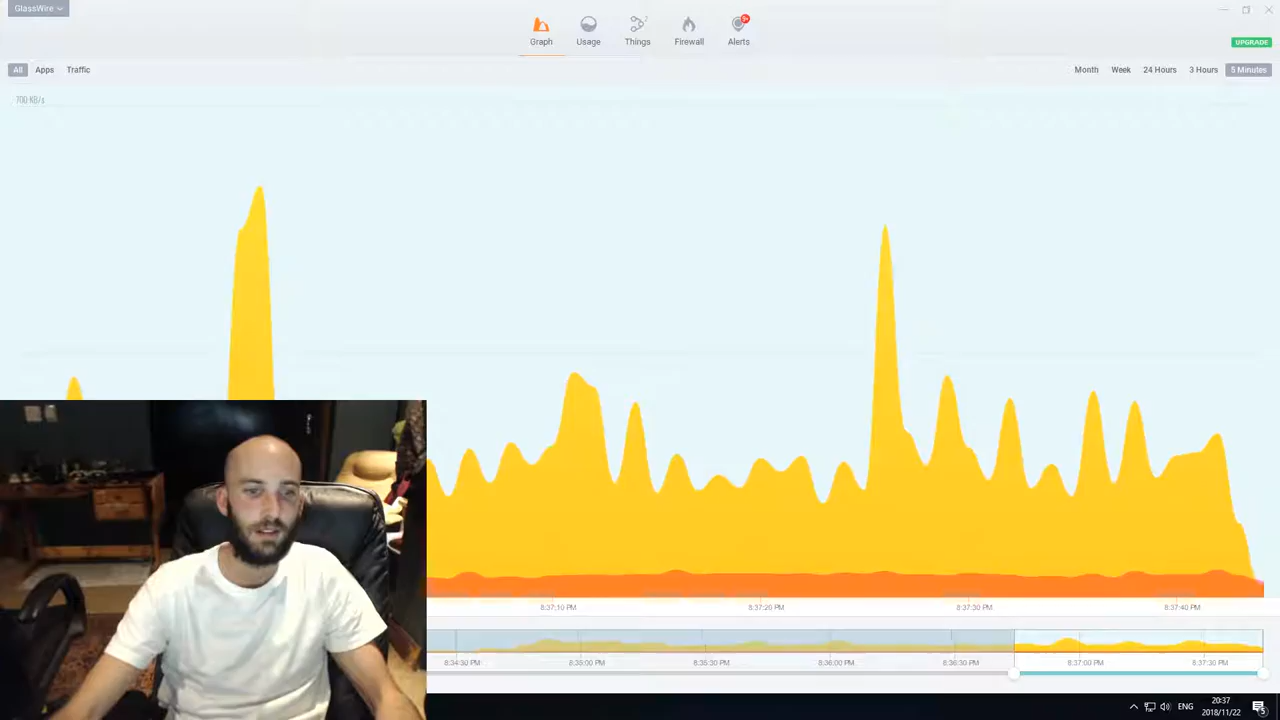 GlassWire
Graph
Usage
Things
Firewall
9+
Alerts
UPGRADE
All Apps Traffic
Month Week 24 Hours 3 Hours 5 Minutes
700 KB/s
8:37:10 PM 8:37:20 PM 8:37:30 PM 8:37:40 PM
8:34:30 PM 8:35:00 PM 8:35:30 PM 8:36:00 PM 8:36:30 PM 8:37:00 PM 8:37:30 PM
ENG
20:37
2018/11/22
5